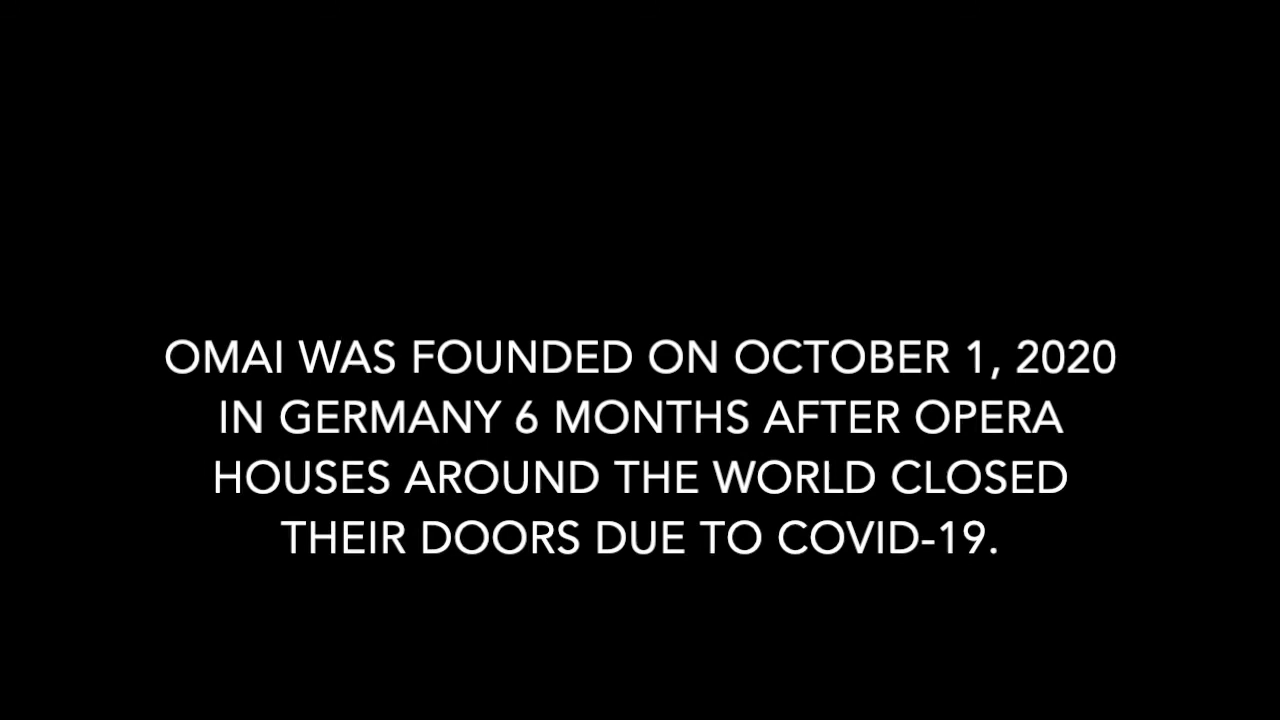 OMAI WAS FOUNDED ON OCTOBER 1, 2020
IN GERMANY 6 MONTHS AFTER OPERA
HOUSES AROUND THE WORLD CLOSED
THEIR DOORS DUE TO COVID-19.